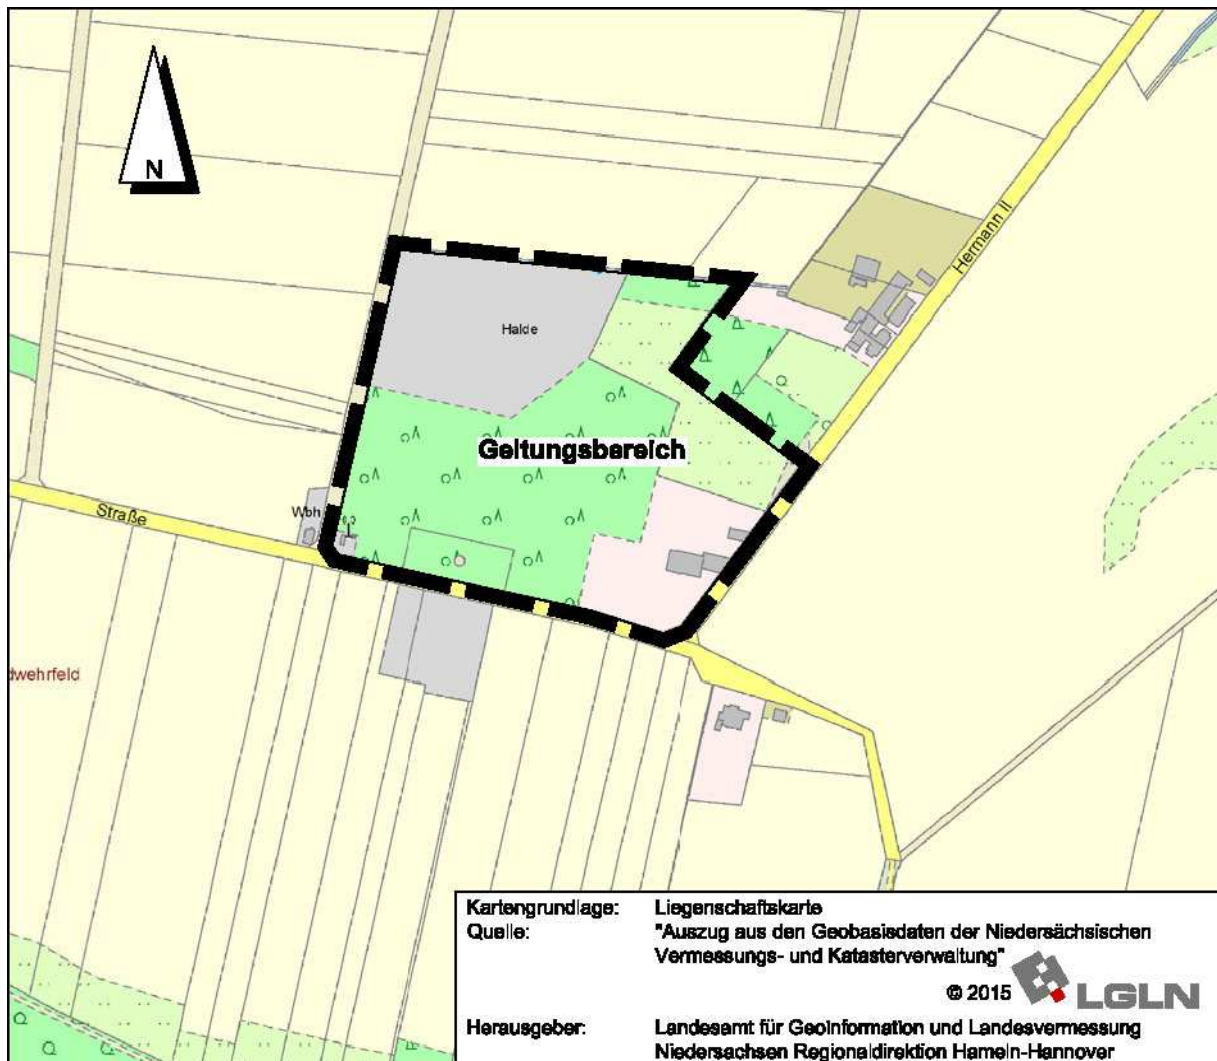 N
Hermann II
Halde
Geltungsbereich
Wbh
Straße
dwehrfeld
Kartengrundlage: Liegenschaftskarte
Quelle: "Auszug aus den Geobasisdaten der Niedersächsischen
Vermessungs- und Katasterverwaltung"
© 2015 LGLN
Herausgeber: Landesamt für Geoinformation und Landesvermessung
Niedersachsen Regionaldirektion Hameln-Hannover